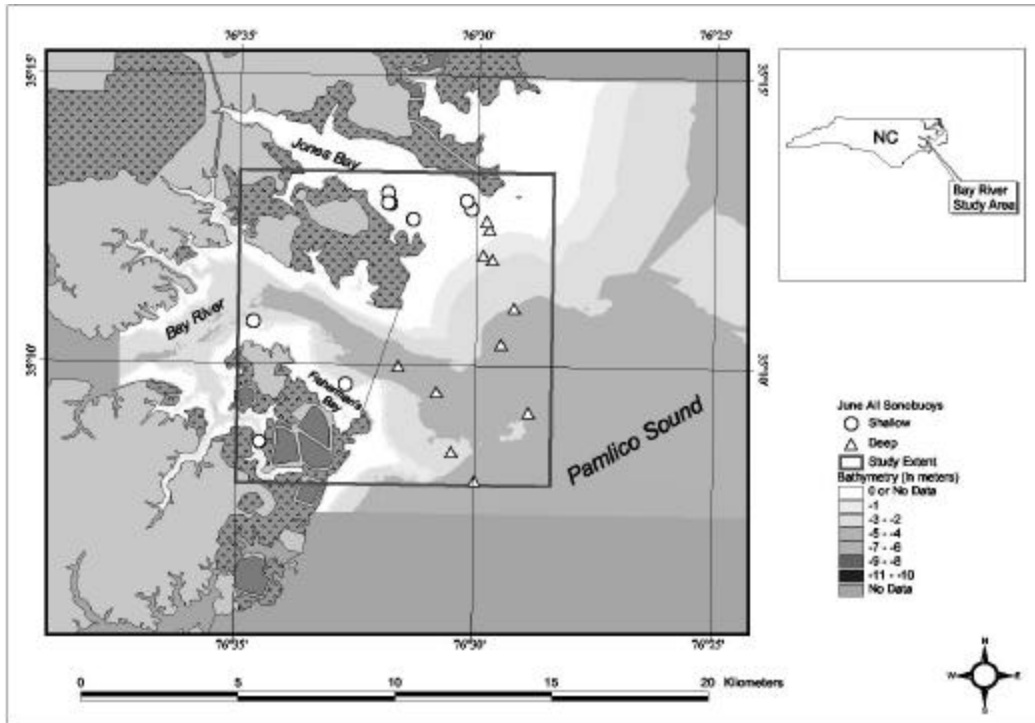 76°35'
76°30'
76°25'
35°15'
35°15'
Jones Bay
NC
Bay River
Study Area
Bay River
35°10'
35°10'
Fisherman's
Bay
Pamlico Sound
June All Sonobuoys
Shallow
Deep
Study Extent
Bathymetry (in meters)
0 or No Data
-1
-3 - -2
-5 - -4
-7 - -6
-9 - -8
-11 - -10
No Data
76°35'
76°30'
76°25'
N
W
E
S
0
5
10
15
20
Kilometers